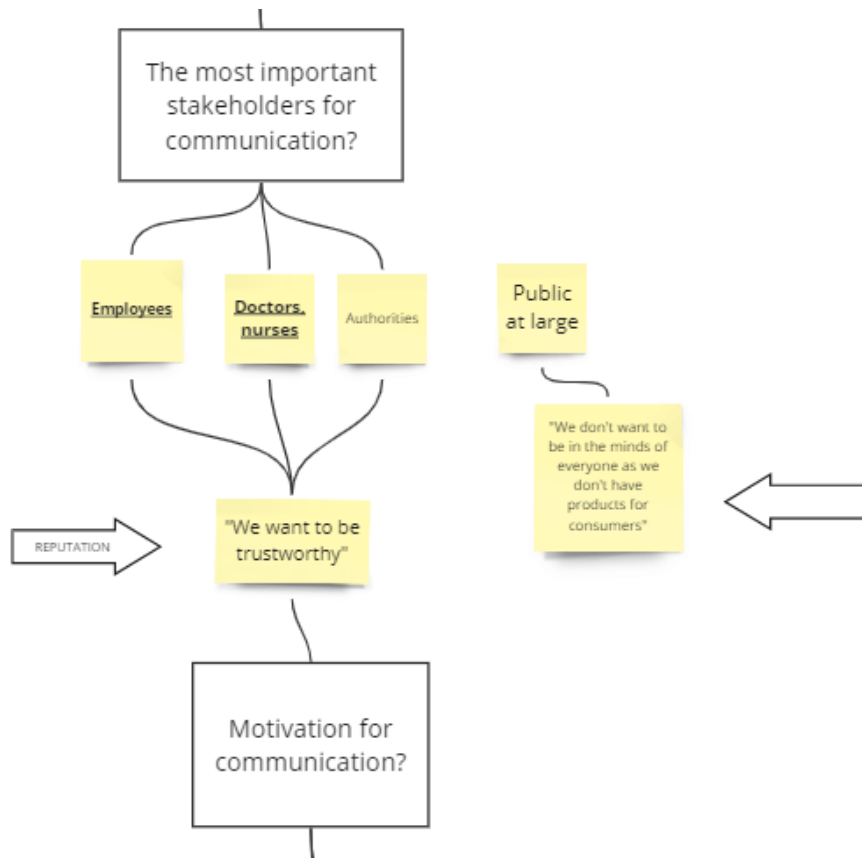 The most important
stakeholders for
communication?
Employees
Doctors,
nurses
Authorities
Public
at large
"We don't want to
be in the minds of
everyone as we
don't have
products for
consumers"
"We want to be
trustworthy"
REPUTATION
Motivation for
communication?